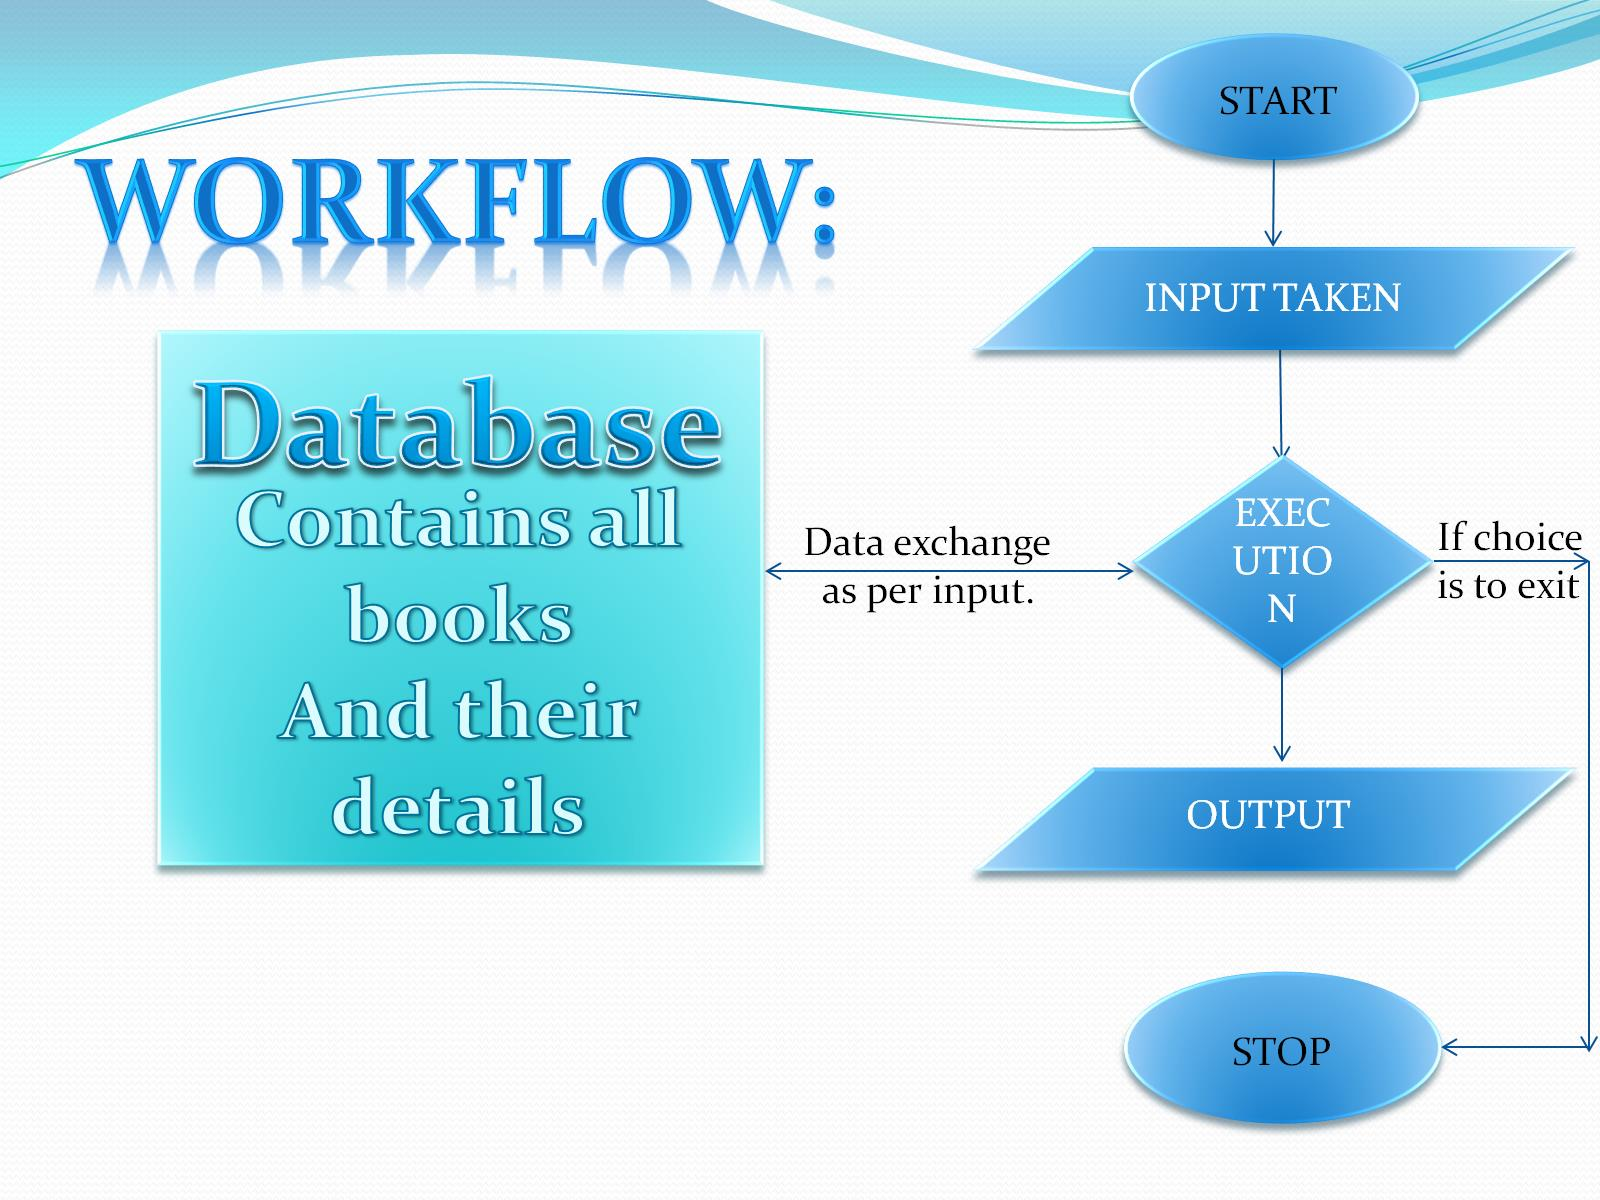 WORKFLOW:
Database
Contains all
books
And their
details
START
INPUT TAKEN
Data exchange
as per input.
EXEC
UTIO
N
If choice
is to exit
OUTPUT
STOP